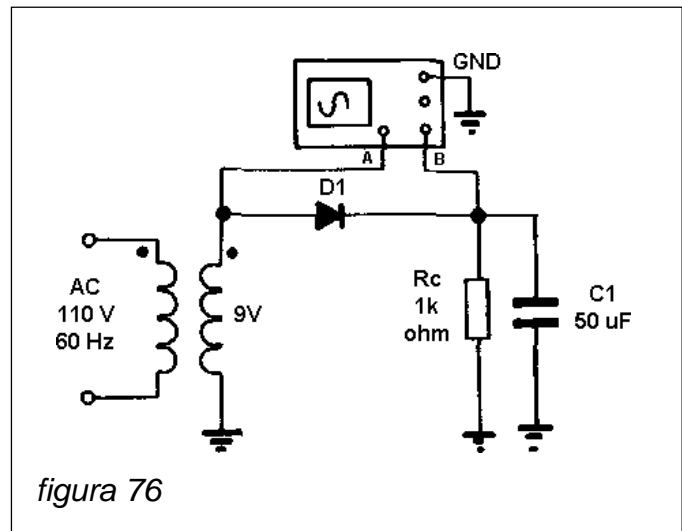 GND
A B
D1
AC
110 V
60 Hz
9V
Rc
1k
ohm
C1
50 uF
figura 76